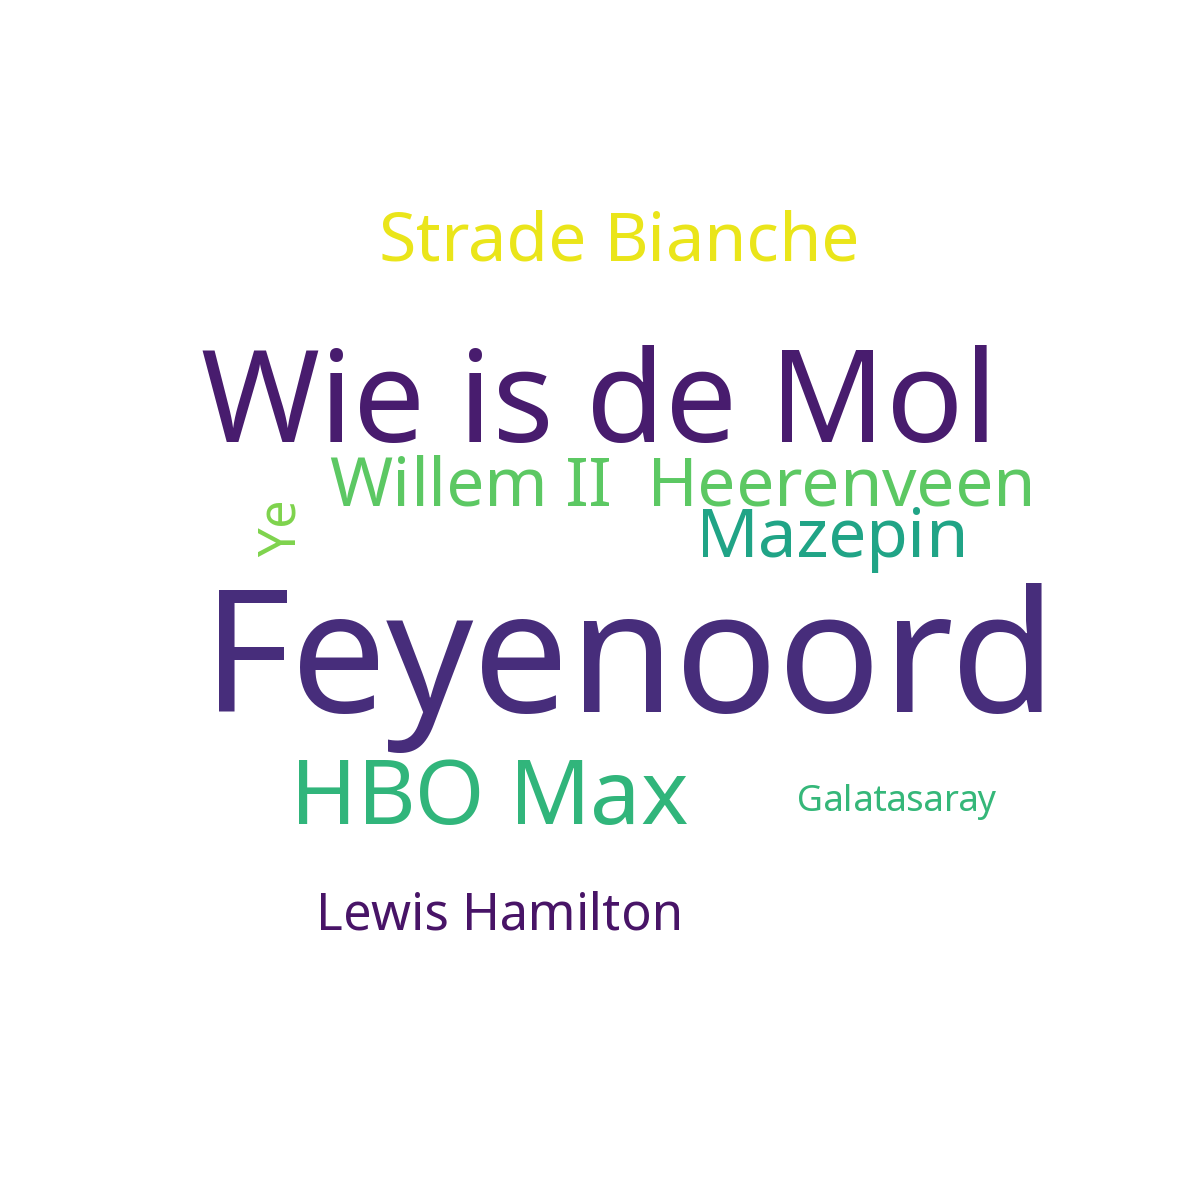 Strade Bianche
Wie is de Mol
Willem II Heerenveen
Ye
Mazepin
Feyenoord
HBO Max
Galatasaray
Lewis Hamilton